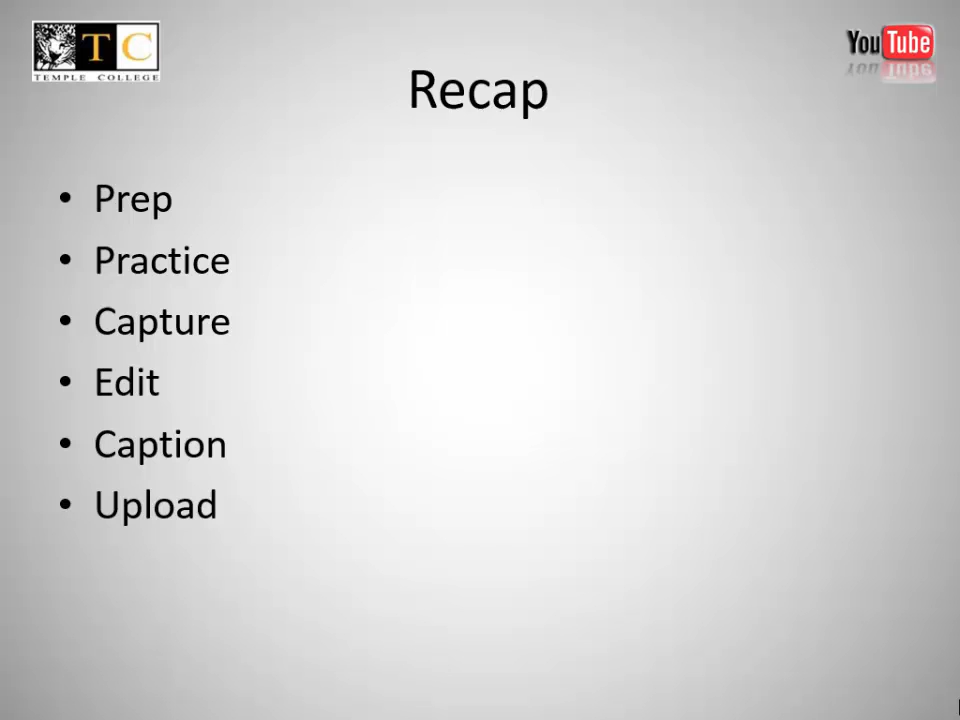 TC
TEMPLE COLLEGE
YouTube
Recap
• Prep
• Practice
• Capture
• Edit
• Caption
• Upload